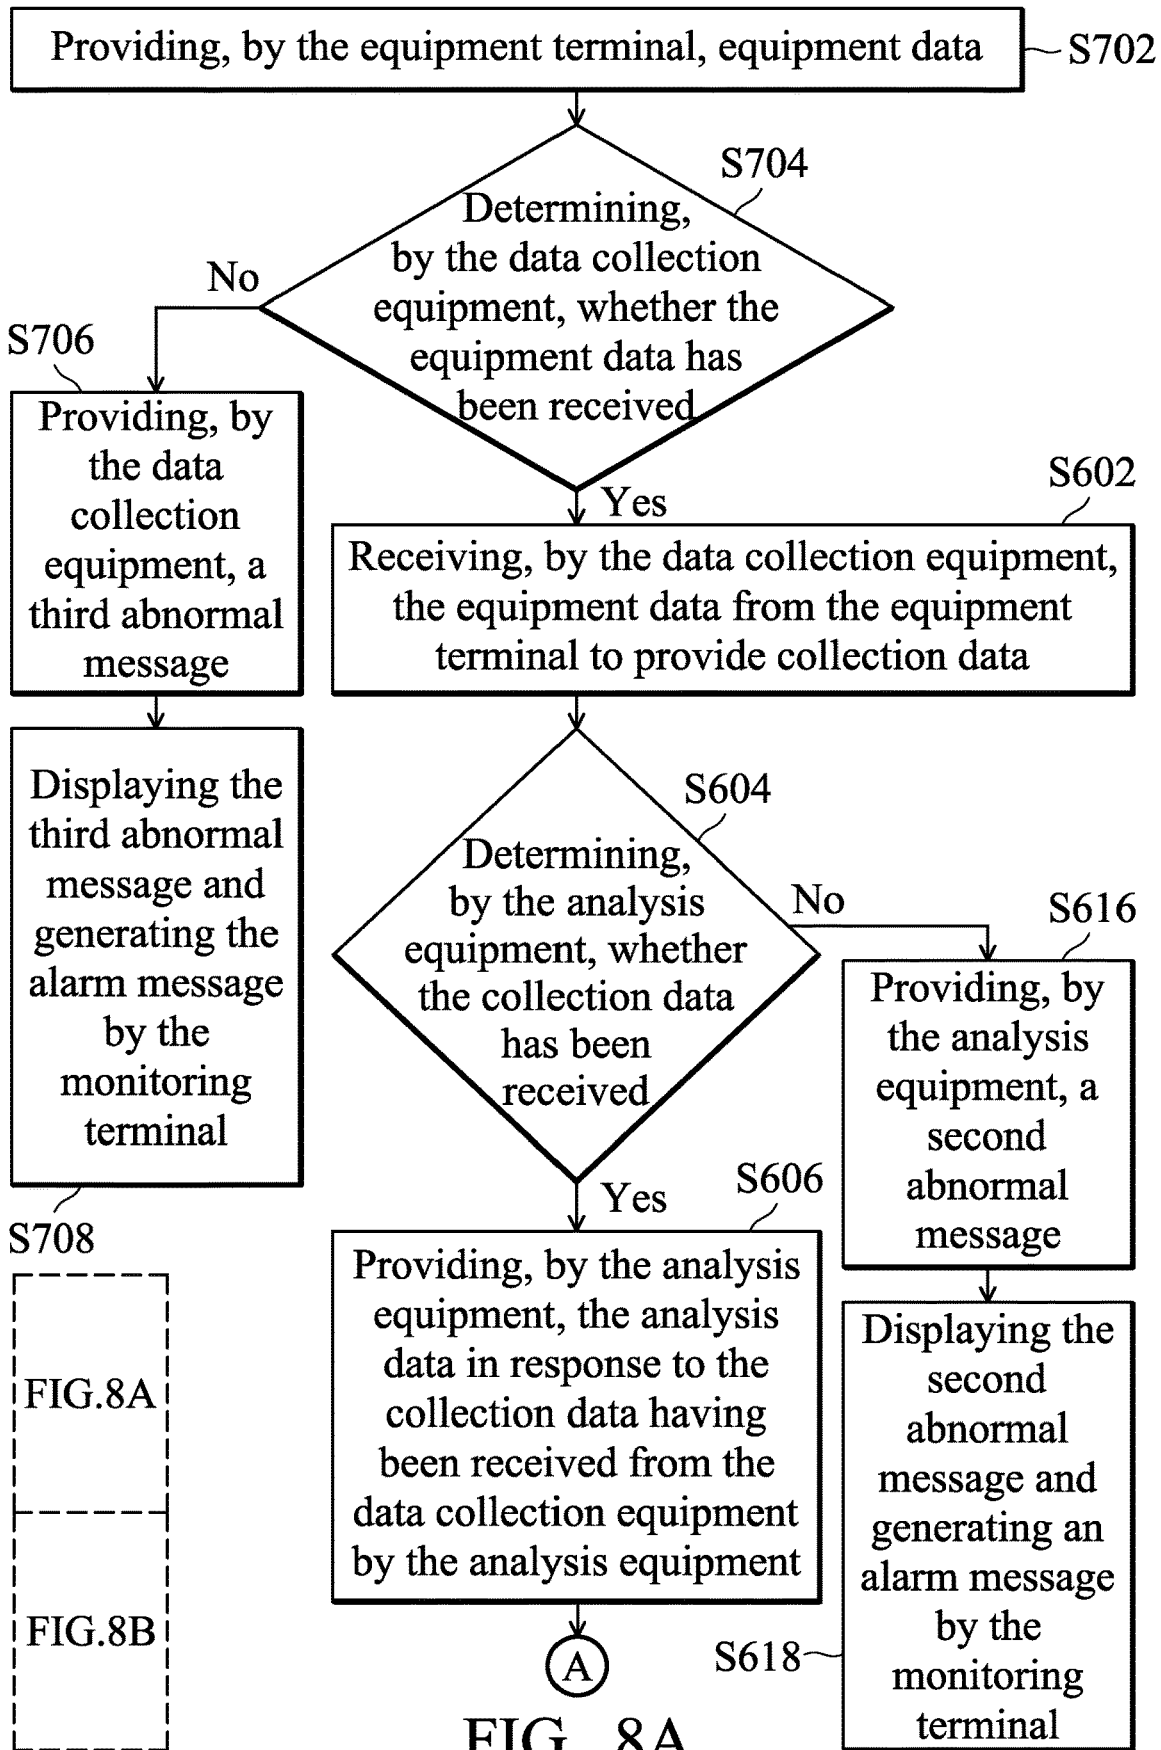 Providing, by the equipment terminal, equipment data
S702
S704
Determining,
by the data collection
equipment, whether the
equipment data has
been received
No
S706
Providing, by
the data
collection
equipment, a
third abnormal
message
Yes
S602
Receiving, by the data collection equipment,
the equipment data from the equipment
terminal to provide collection data
Displaying the
third abnormal
message and
generating the
alarm message
by the
monitoring
terminal
S708
S604
Determining,
by the analysis
equipment, whether
the collection data
has been
received
No
S616
Providing, by
the analysis
equipment, a
second
abnormal
message
Yes
S606
Providing, by the analysis
equipment, the analysis
data in response to the
collection data having
been received from the
data collection equipment
by the analysis equipment
Displaying the
second
abnormal
message and
generating an
alarm message
by the
monitoring
terminal
S618
A
FIG.8A
FIG.8B
FIG. 8A